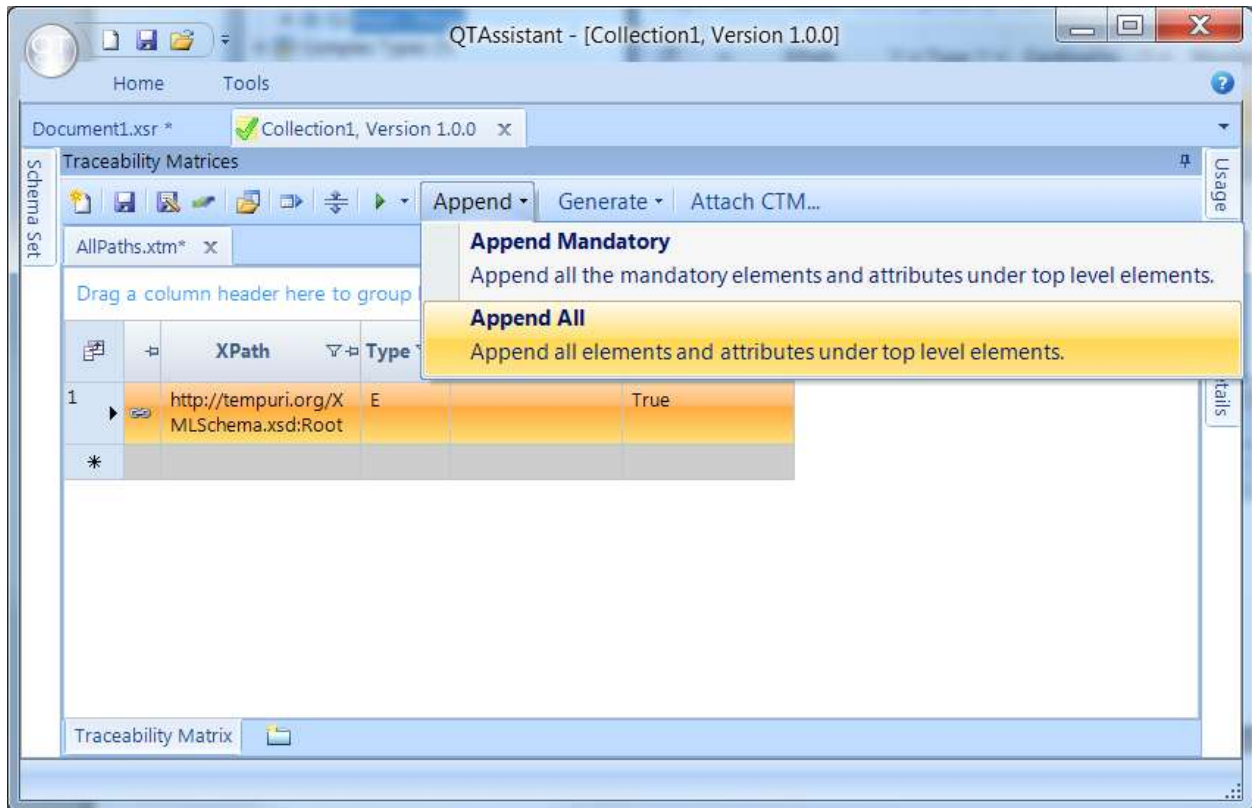 QT
QTAssistant - [Collection1, Version 1.0.0]
Home Tools
Document1.xsr * Collection1, Version 1.0.0 x
Schema Set
Traceability Matrices
Usage
Append Generate Attach CTM...
AllPaths.xtm* x
Append Mandatory
Append all the mandatory elements and attributes under top level elements.
Drag a column header here to group
Append All
Append all elements and attributes under top level elements.
XPath Type
1 http://tempuri.org/X E True
MLSchema.xsd:Root
*
Traceability Matrix